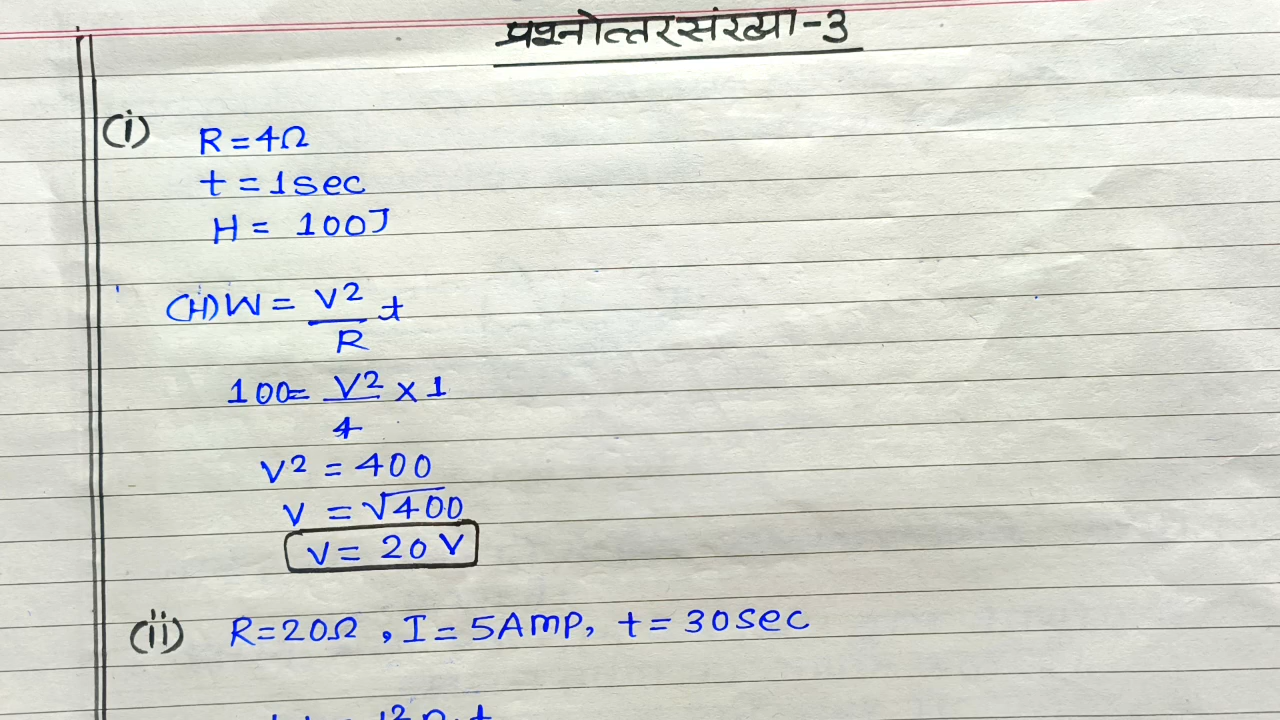 प्रश्नोत्तरसंख्या-3
(i) R=4Ω
t=1sec
H= 100J
(H)W= V2/R t
100= V2/4 x 1
V2 = 400
V = √400
V= 20 V
(ii) R=20Ω, I=5Amp, t=30sec